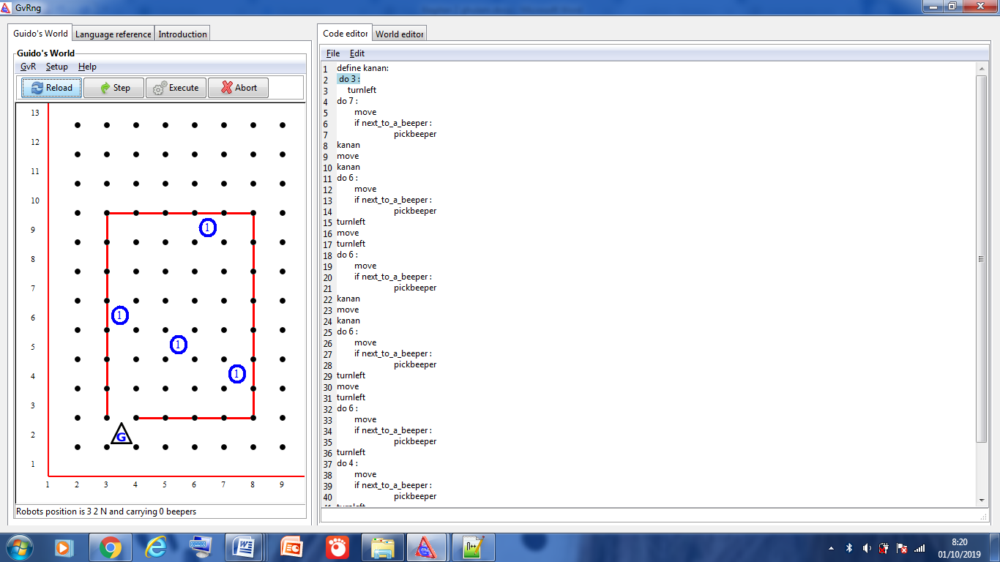 GvRng
Guido's World
Language reference
Introduction
Guido's World
GvR Setup Help
Reload Step Execute Abort
13
12
11
10
9
8
7
6
5
4
3
2
1
1
1
1
1
G
1 2 3 4 5 6 7 8 9
Robots position is 3 2 N and carrying 0 beepers
Code editor
World editor
File Edit
1 define kanan:
2 do 3 :
3 turnleft
4 do 7 :
5 move
6 if next_to_a_beeper :
7 pickbeeper
8 kanan
9 move
10 kanan
11 do 6 :
12 move
13 if next_to_a_beeper :
14 pickbeeper
15 turnleft
16 move
17 turnleft
18 do 6 :
19 move
20 if next_to_a_beeper :
21 pickbeeper
22 kanan
23 move
24 kanan
25 do 6 :
26 move
27 if next_to_a_beeper :
28 pickbeeper
29 turnleft
30 move
31 turnleft
32 do 6 :
33 move
34 if next_to_a_beeper :
35 pickbeeper
36 turnleft
37 do 4 :
38 move
39 if next_to_a_beeper :
40 pickbeeper
41 turnleft
8:20
01/10/2019